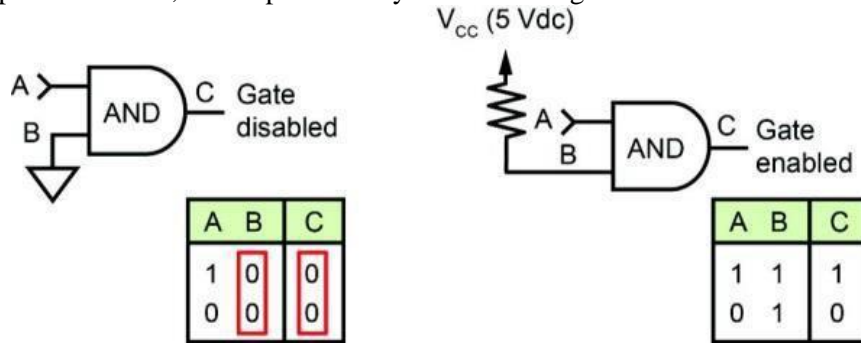 V_CC (5 Vdc)
A
B
AND
C
Gate
disabled
A B C
1 0 0
0 0 0
A
B
AND
C
Gate
enabled
A B C
1 1 1
0 1 0